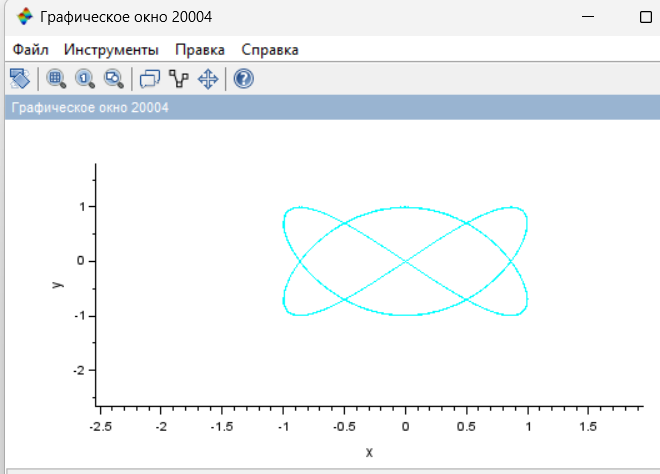 Графическое окно 20004
Файл Инструменты Правка Справка
Графическое окно 20004
1
0
-1
-2
y
-2.5 -2 -1.5 -1 -0.5 0 0.5 1 1.5
x